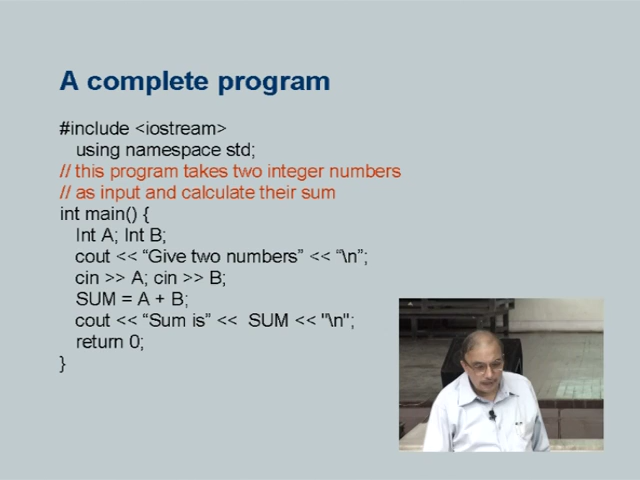 A complete program
#include <iostream>
using namespace std;
// this program takes two integer numbers
// as input and calculate their sum
int main() {
Int A; Int B;
cout << “Give two numbers” << “\n”;
cin >> A; cin >> B;
SUM = A + B;
cout << “Sum is” <<  SUM << "\n";
return 0;
}